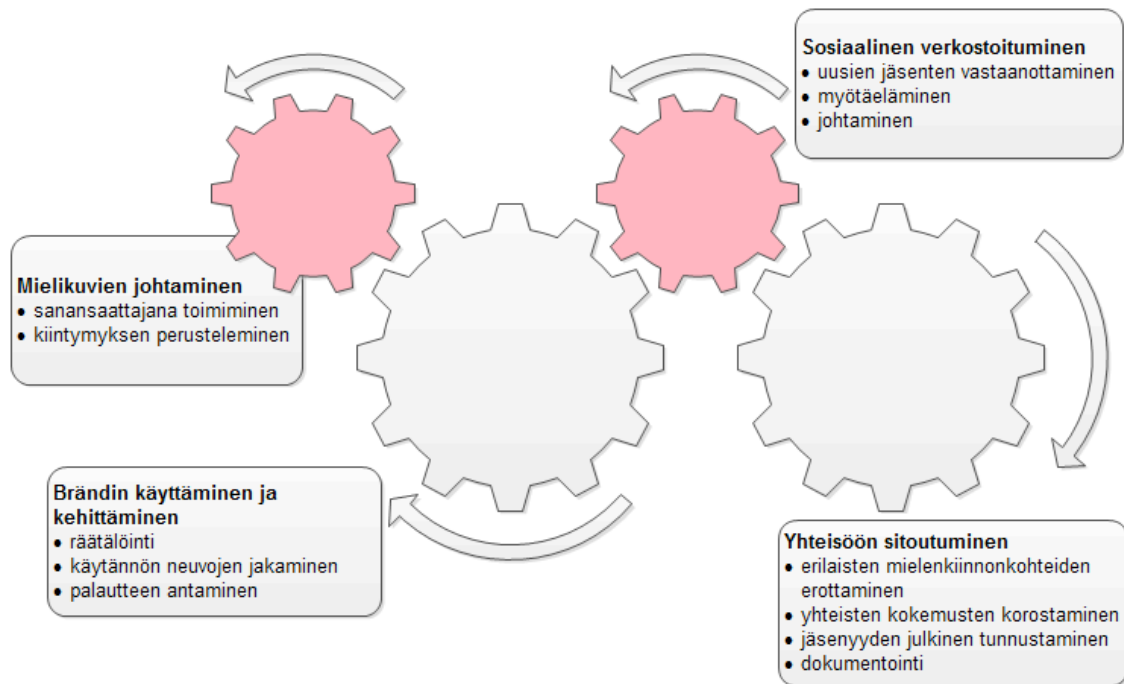 Sosiaalinen verkostoituminen
• uusien jäsenten vastaanottaminen
• myötäeläminen
• johtaminen
Mielikuvien johtaminen
• sanansaattajana toimiminen
• kiintymyksen perusteleminen
Brändin käyttäminen ja
kehittäminen
• räätälöinti
• käytännön neuvojen jakaminen
• palautteen antaminen
Yhteisöön sitoutuminen
• erilaisten mielenkiinnonkohteiden
erottaminen
• yhteisten kokemusten korostaminen
• jäsenyyden julkinen tunnustaminen
• dokumentointi